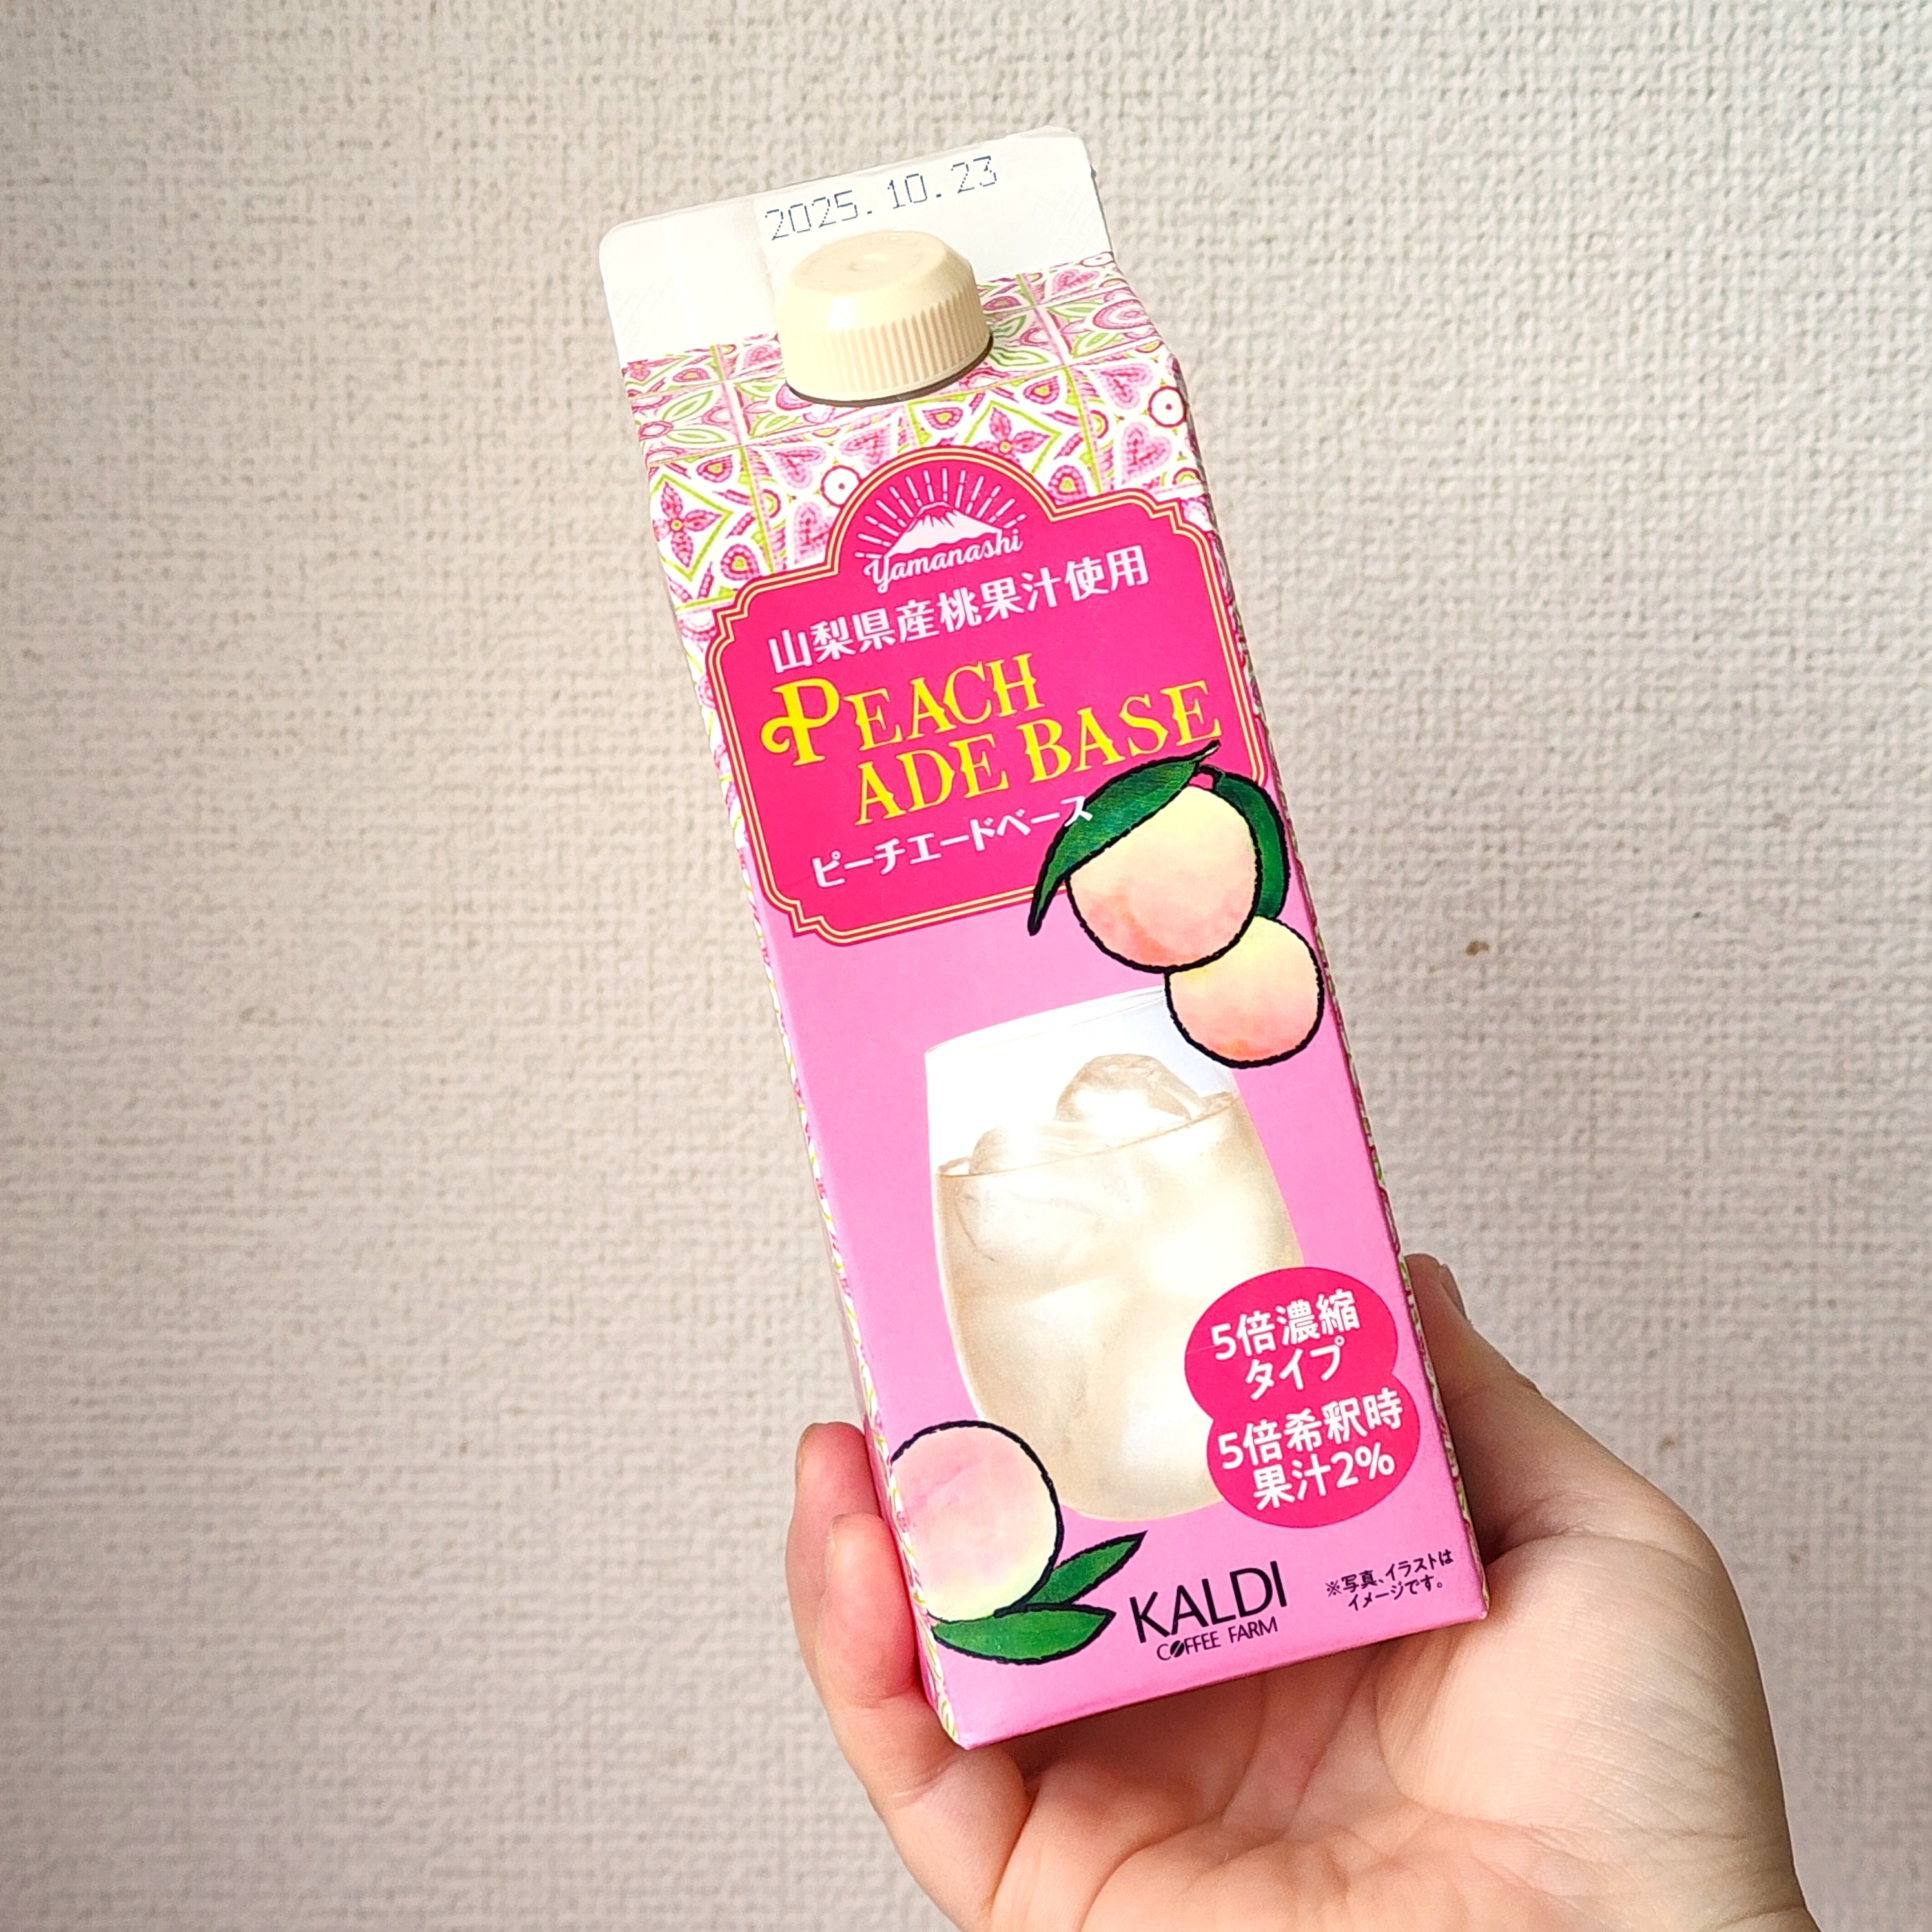 2025.10.23
Yamanashi
山梨県産桃果汁使用
PEACH
ADE BASE
ピーチエードベース
5倍濃縮
タイプ
5倍希釈時
果汁2%
KALDI
COFFEE FARM
※写真、イラストは
イメージです。